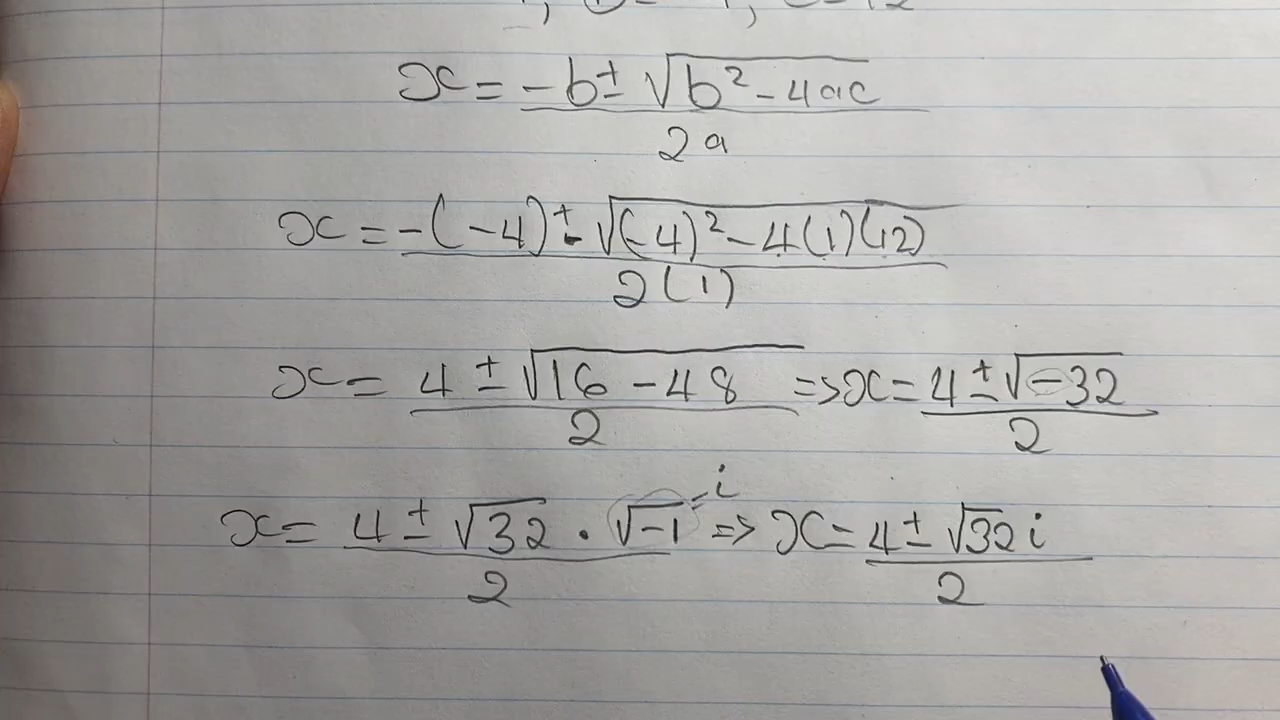 x = -b ± √b² - 4ac / 2a
x = -(-4) ± √(-4)² - 4(1)(12) / 2(1)
x = 4 ± √16 - 48 / 2 => x = 4 ± √-32 / 2
x = 4 ± √32 · √-1 = i / 2 => x = 4 ± √32 i / 2